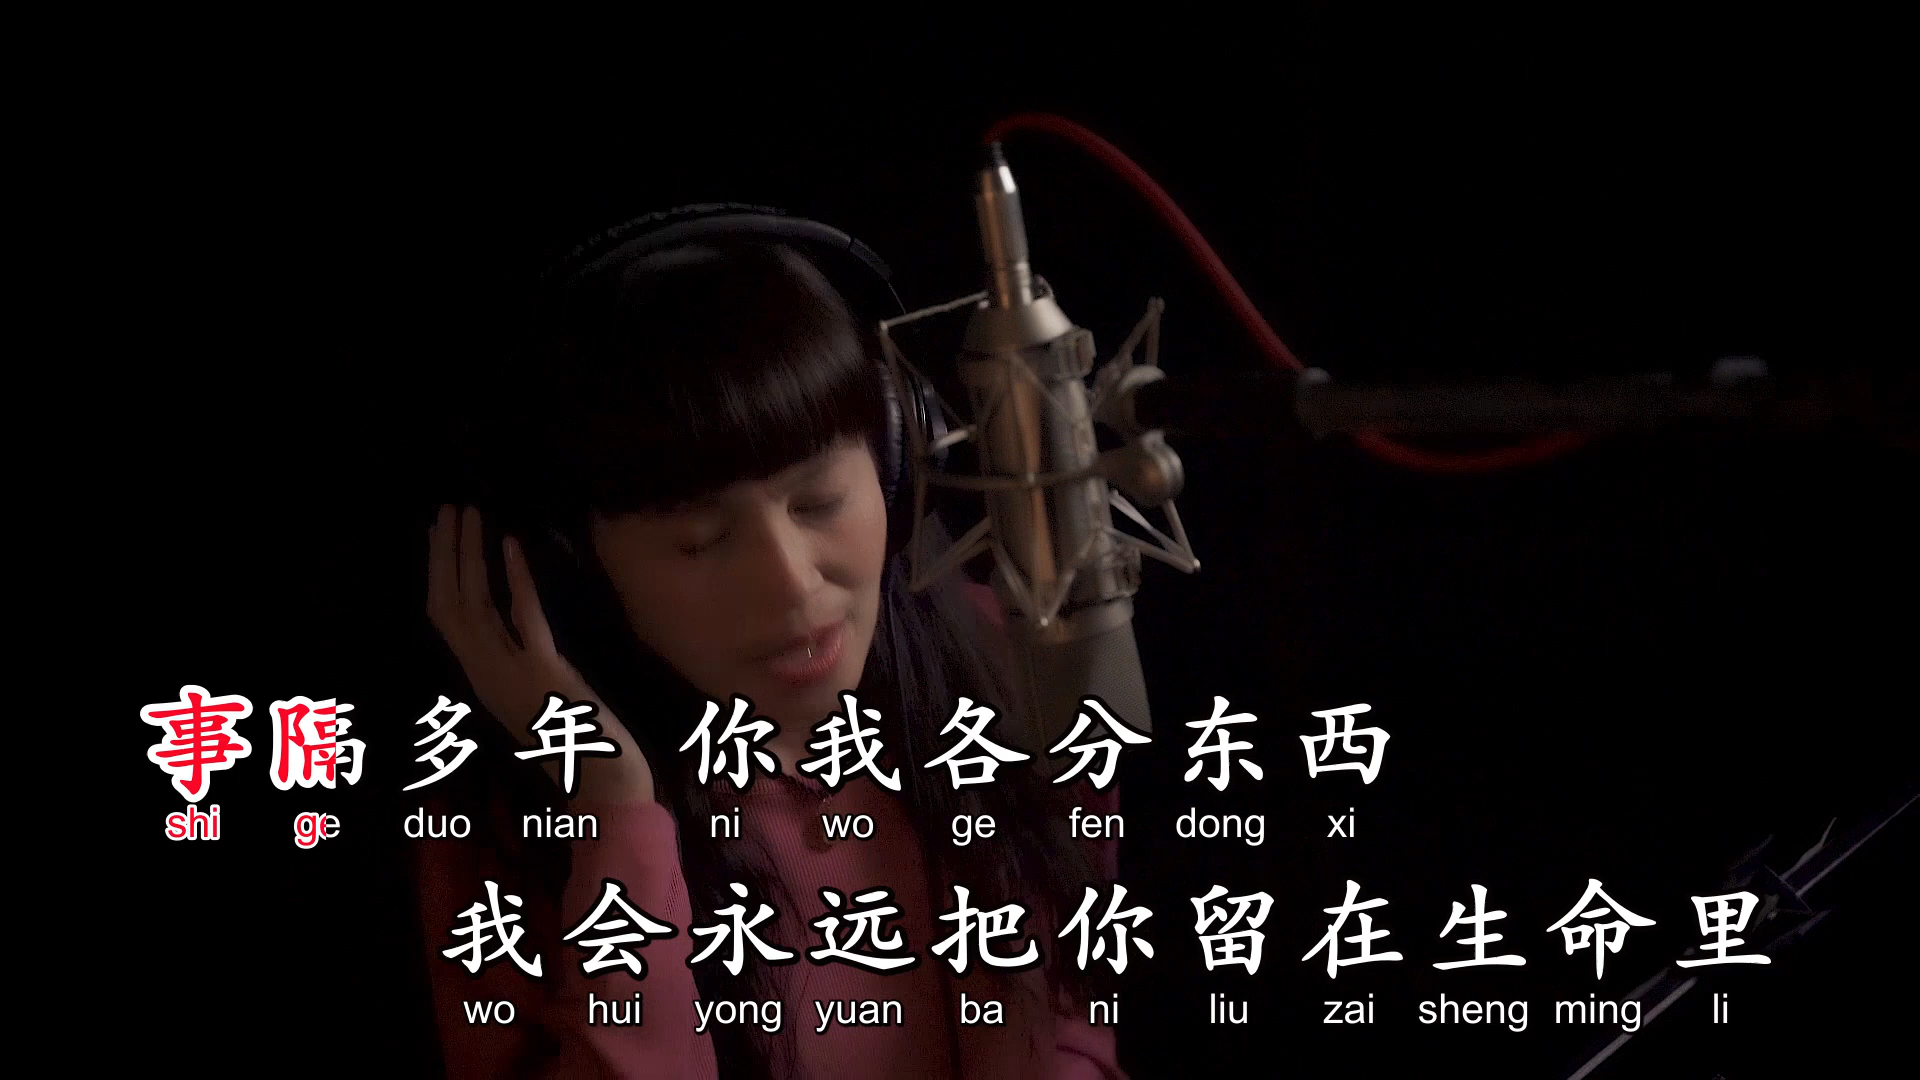 事隔多年 你我各分东西
shi ge duo nian ni wo ge fen dong xi
我会永远把你留在生命里
wo hui yong yuan ba ni liu zai sheng ming li